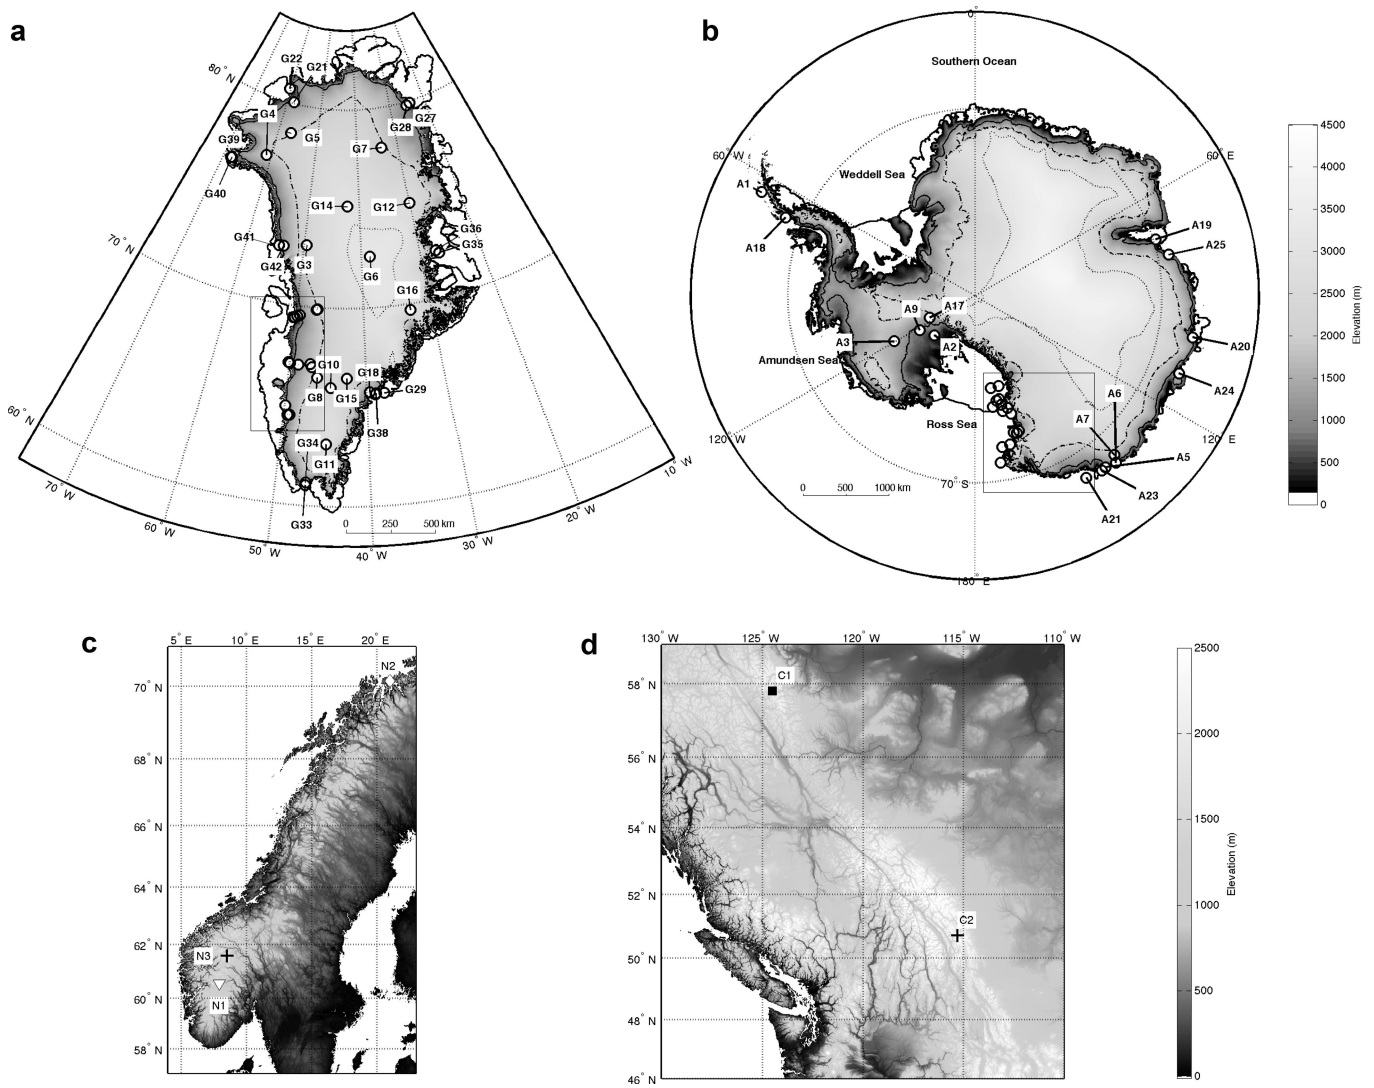 a
80° N
70° N
60° N
70° W
60° W
50° W
40° W
30° W
20° W
10° W
G22
G21
G4
G27
G28
G39
G5
G7
G40
G14
G12
G36
G35
G41
G42
G3
G6
G16
G10
G18
G8
G15
G29
G38
G34
G11
G33
0 250 500 km
b
0°
Southern Ocean
60° W
60° E
Weddell Sea
A1
A18
A19
A25
A9
A17
A3
A2
A20
Amundsen Sea
A24
A6
A7
Ross Sea
120° W
120° E
A5
0 500 1000 km
70° S
A23
A21
180° E
4500
4000
3500
3000
2500
2000
1500
1000
500
0
Elevation (m)
c
5° E 10° E 15° E 20° E
N2
70° N
68° N
66° N
64° N
62° N
60° N
58° N
N3
N1
d
130° W 125° W 120° W 115° W 110° W
C1
58° N
56° N
54° N
52° N
C2
50° N
48° N
46° N
2500
2000
1500
1000
500
0
Elevation (m)